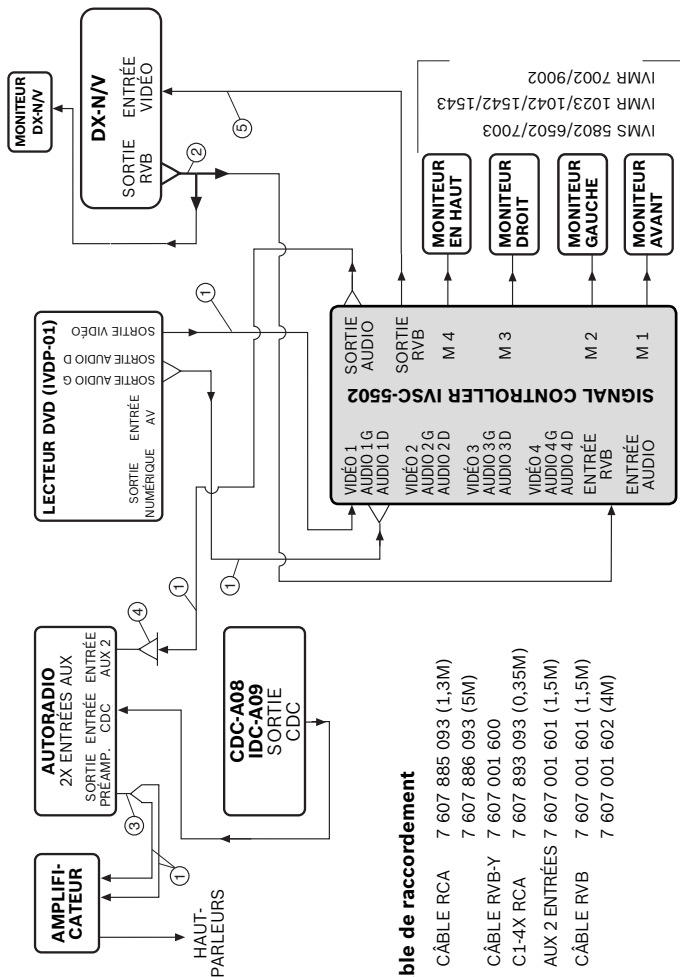 AMPLIFI-
CATEUR
HAUT-
PARLEURS
1
3
AUTORADIO
2X ENTRÉES AUX
SORTIE
PRÉAMP.
ENTRÉE
CDC
ENTRÉE
AUX 2
4
1
1
CDC-A08
IDC-A09
SORTIE
CDC
LECTEUR DVD (IVDP-01)
SORTIE
NUMÉRIQUE
ENTRÉE
AV
SORTIE AUDIO G
SORTIE AUDIO D
SORTIE VIDÉO
1
MONITEUR
DX-N/V
DX-N/V
SORTIE
RVB
ENTRÉE
VIDÉO
2
5
SIGNAL CONTROLLER IVSC-5502
VIDÉO 1
AUDIO 1 G
AUDIO 1 D
VIDÉO 2
AUDIO 2 G
AUDIO 2 D
VIDÉO 3
AUDIO 3 G
AUDIO 3 D
VIDÉO 4
AUDIO 4 G
AUDIO 4 D
ENTRÉE
RVB
ENTRÉE
AUDIO
SORTIE
AUDIO
SORTIE
RVB
M 4
M 3
M 2
M 1
MONITEUR
EN HAUT
MONITEUR
DROIT
MONITEUR
GAUCHE
MONITEUR
AVANT
IVMS 5802/6502/7003
IVMR 1023/1042/1542/1543
IVMR 7002/9002
ble de raccordement
CÂBLE RCA 7 607 885 093 (1,3M)
7 607 886 093 (5M)
CÂBLE RVB-Y 7 607 001 600
C1-4X RCA 7 607 893 093 (0,35M)
AUX 2 ENTRÉES 7 607 001 601 (1,5M)
CÂBLE RVB 7 607 001 601 (1,5M)
7 607 001 602 (4M)